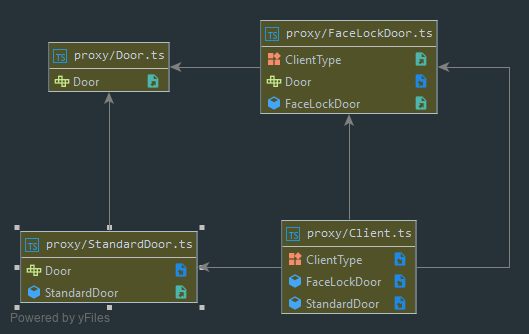 TS proxy/Door.ts
Door
TS proxy/FaceLockDoor.ts
ClientType
Door
FaceLockDoor
TS proxy/StandardDoor.ts
Door
StandardDoor
TS proxy/Client.ts
ClientType
FaceLockDoor
StandardDoor
Powered by yFiles